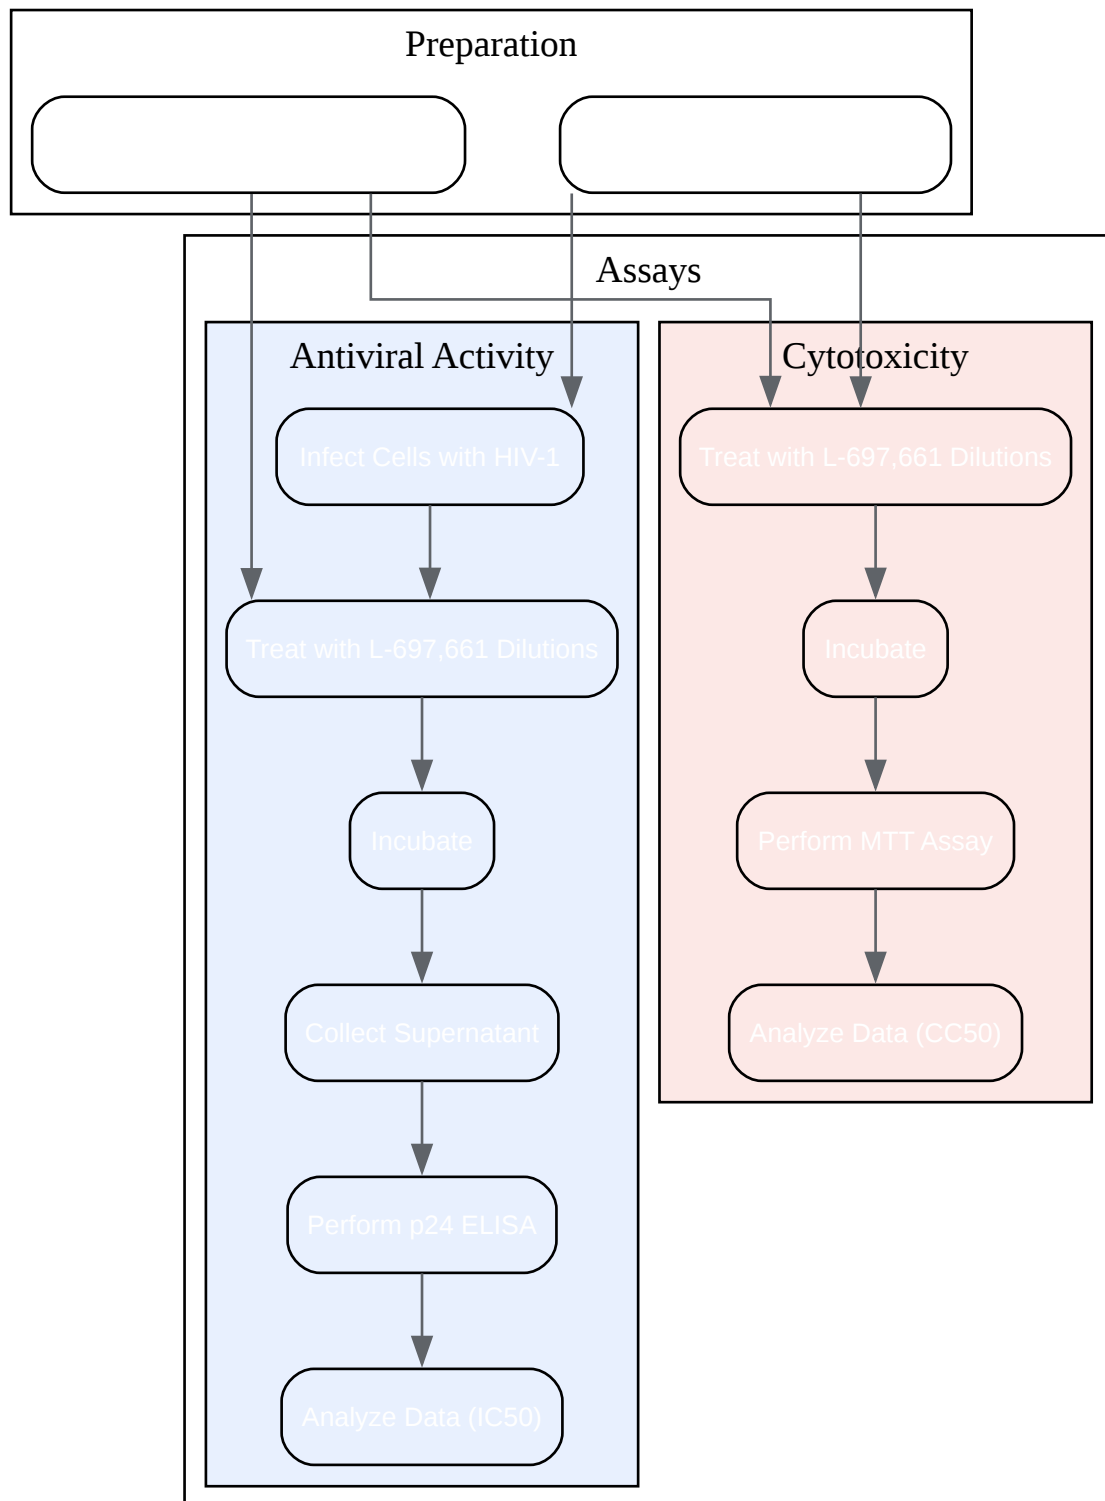 Preparation
Assays
Antiviral Activity
Cytotoxicity
Infect Cells with HIV-1
Treat with L-697,661 Dilutions
Treat with L-697,661 Dilutions
Incubate
Incubate
Perform MTT Assay
Collect Supernatant
Analyze Data (CC50)
Perform p24 ELISA
Analyze Data (IC50)